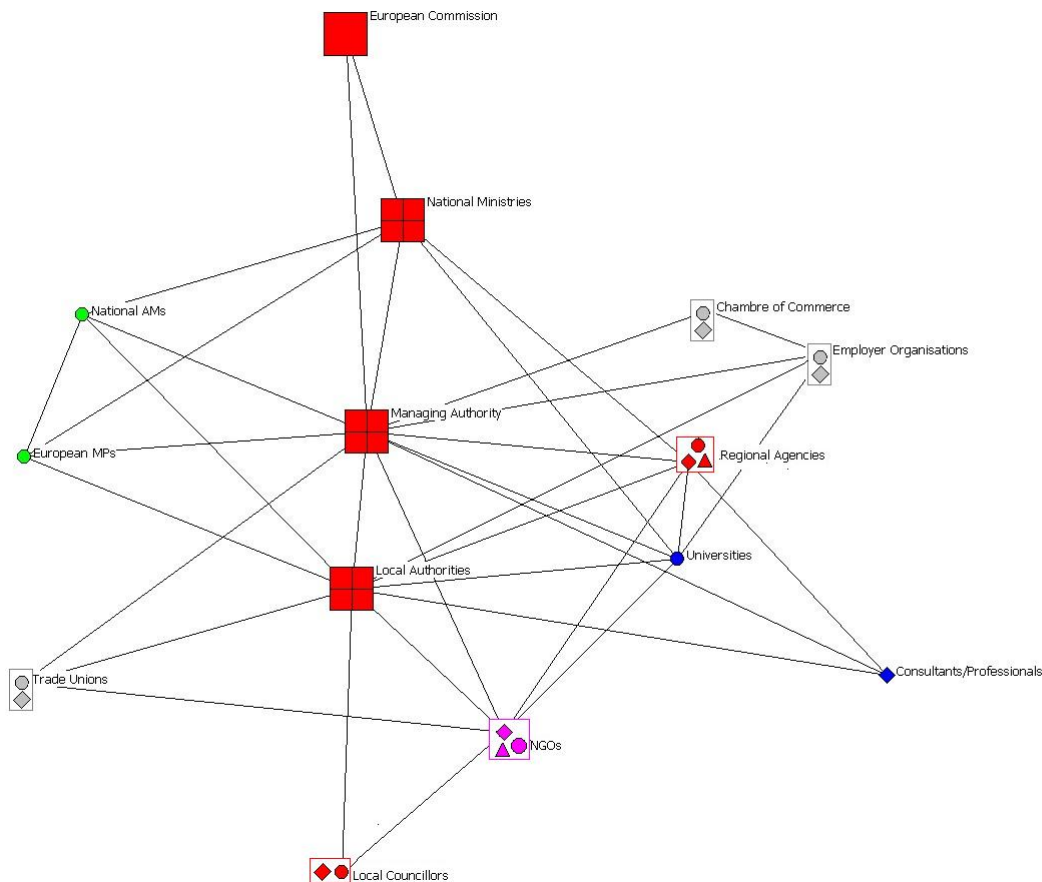 European Commission
National Ministries
National AMs
Chambre of Commerce
Employer Organisations
Managing Authority
European MPs
Regional Agencies
Universities
Local Authorities
Trade Unions
Consultants/Professionals
NGOs
Local Councillors